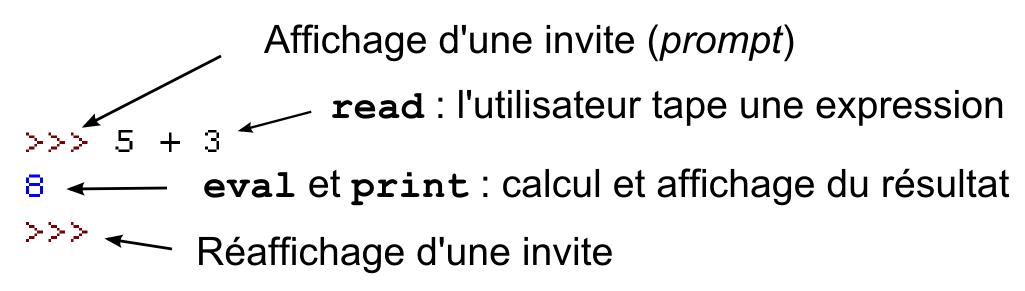 Affichage d'une invite (prompt)
read : l'utilisateur tape une expression
>>> 5 + 3
8
eval et print : calcul et affichage du résultat
>>>
Réaffichage d'une invite